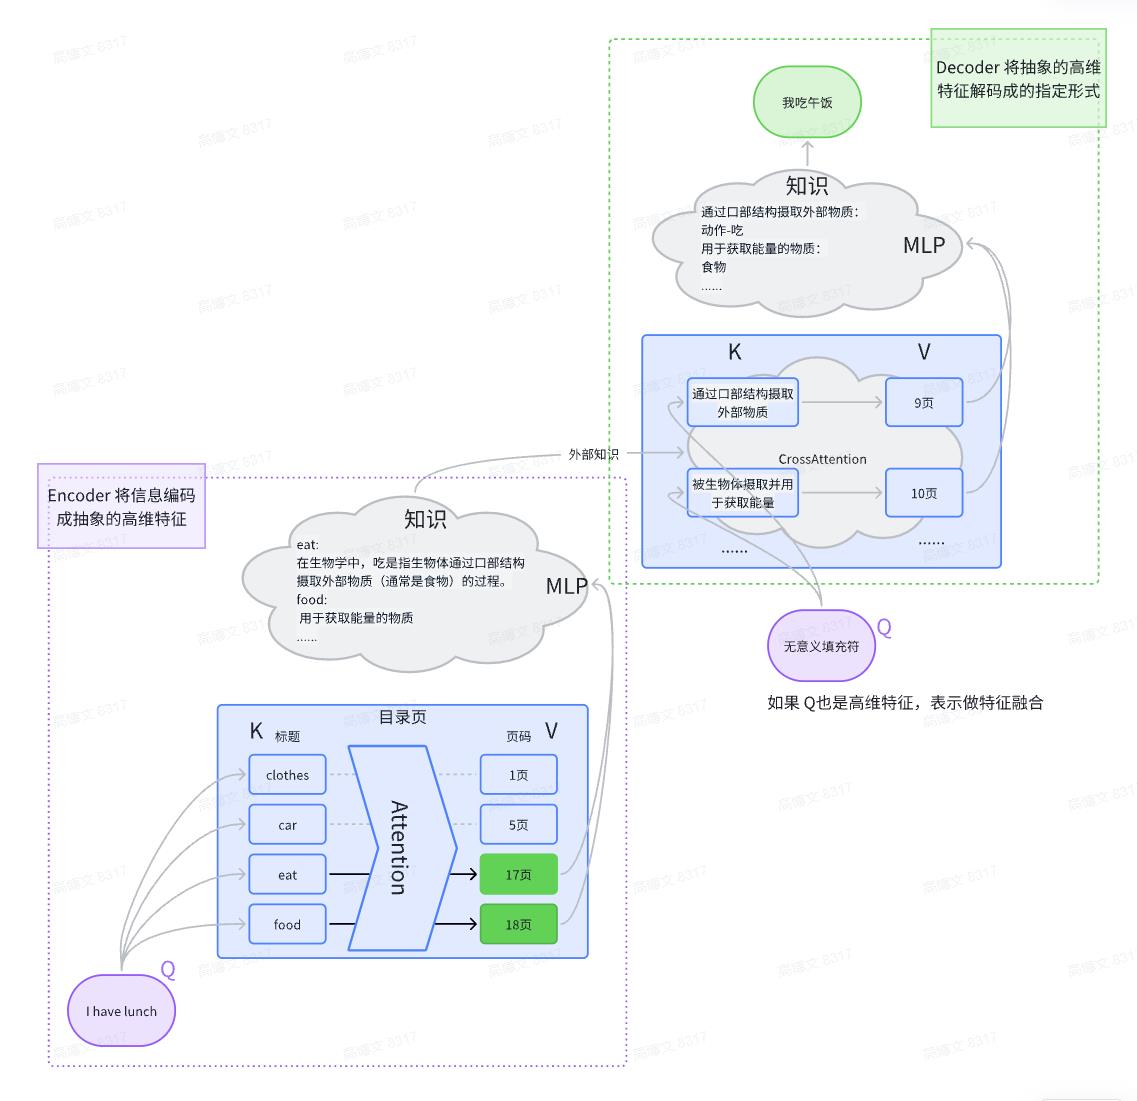 Decoder 将抽象的高维
特征解码成的指定形式
我吃午饭
知识
通过口部结构摄取外部物质：
动作-吃
用于获取能量的物质：
食物
......
MLP
K
V
通过口部结构摄取
外部物质
9页
CrossAttention
被生物体摄取并用
于获取能量
10页
......
......
外部知识
Q
无意义填充符
如果 Q也是高维特征，表示做特征融合
Encoder 将信息编码
成抽象的高维特征
知识
eat:
在生物学中，吃是指生物体通过口部结构
摄取外部物质（通常是食物）的过程。
food:
用于获取能量的物质
......
MLP
目录页
K 标题
页码 V
clothes
1页
car
5页
eat
17页
food
18页
Attention
Q
I have lunch